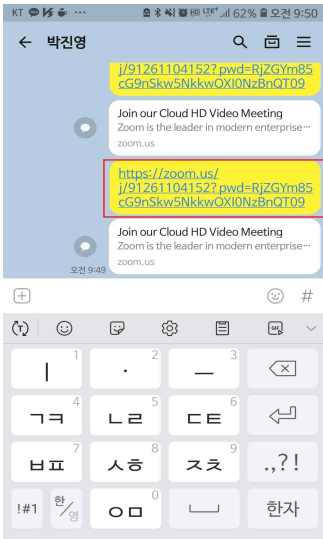 KT ··· LTE+ 62% 오전 9:50
박진영
j/91261104152?pwd=RjZGYm85
cG9nSkw5NkkwOXI0NzBnQT09
Join our Cloud HD Video Meeting
Zoom is the leader in modern enterprise···
zoom.us
https://zoom.us/
j/91261104152?pwd=RjZGYm85
cG9nSkw5NkkwOXI0NzBnQT09
Join our Cloud HD Video Meeting
Zoom is the leader in modern enterprise···
zoom.us
오전 9:49
#
T GIF
ㅣ 1 · 2 ㅡ 3
ㄱㅋ 4 ㄴㄹ 5 ㄷㅌ 6
ㅂㅍ 7 ㅅㅎ 8 ㅈㅊ 9 .,?!
!#1 한/영 ㅇㅁ 0 한자